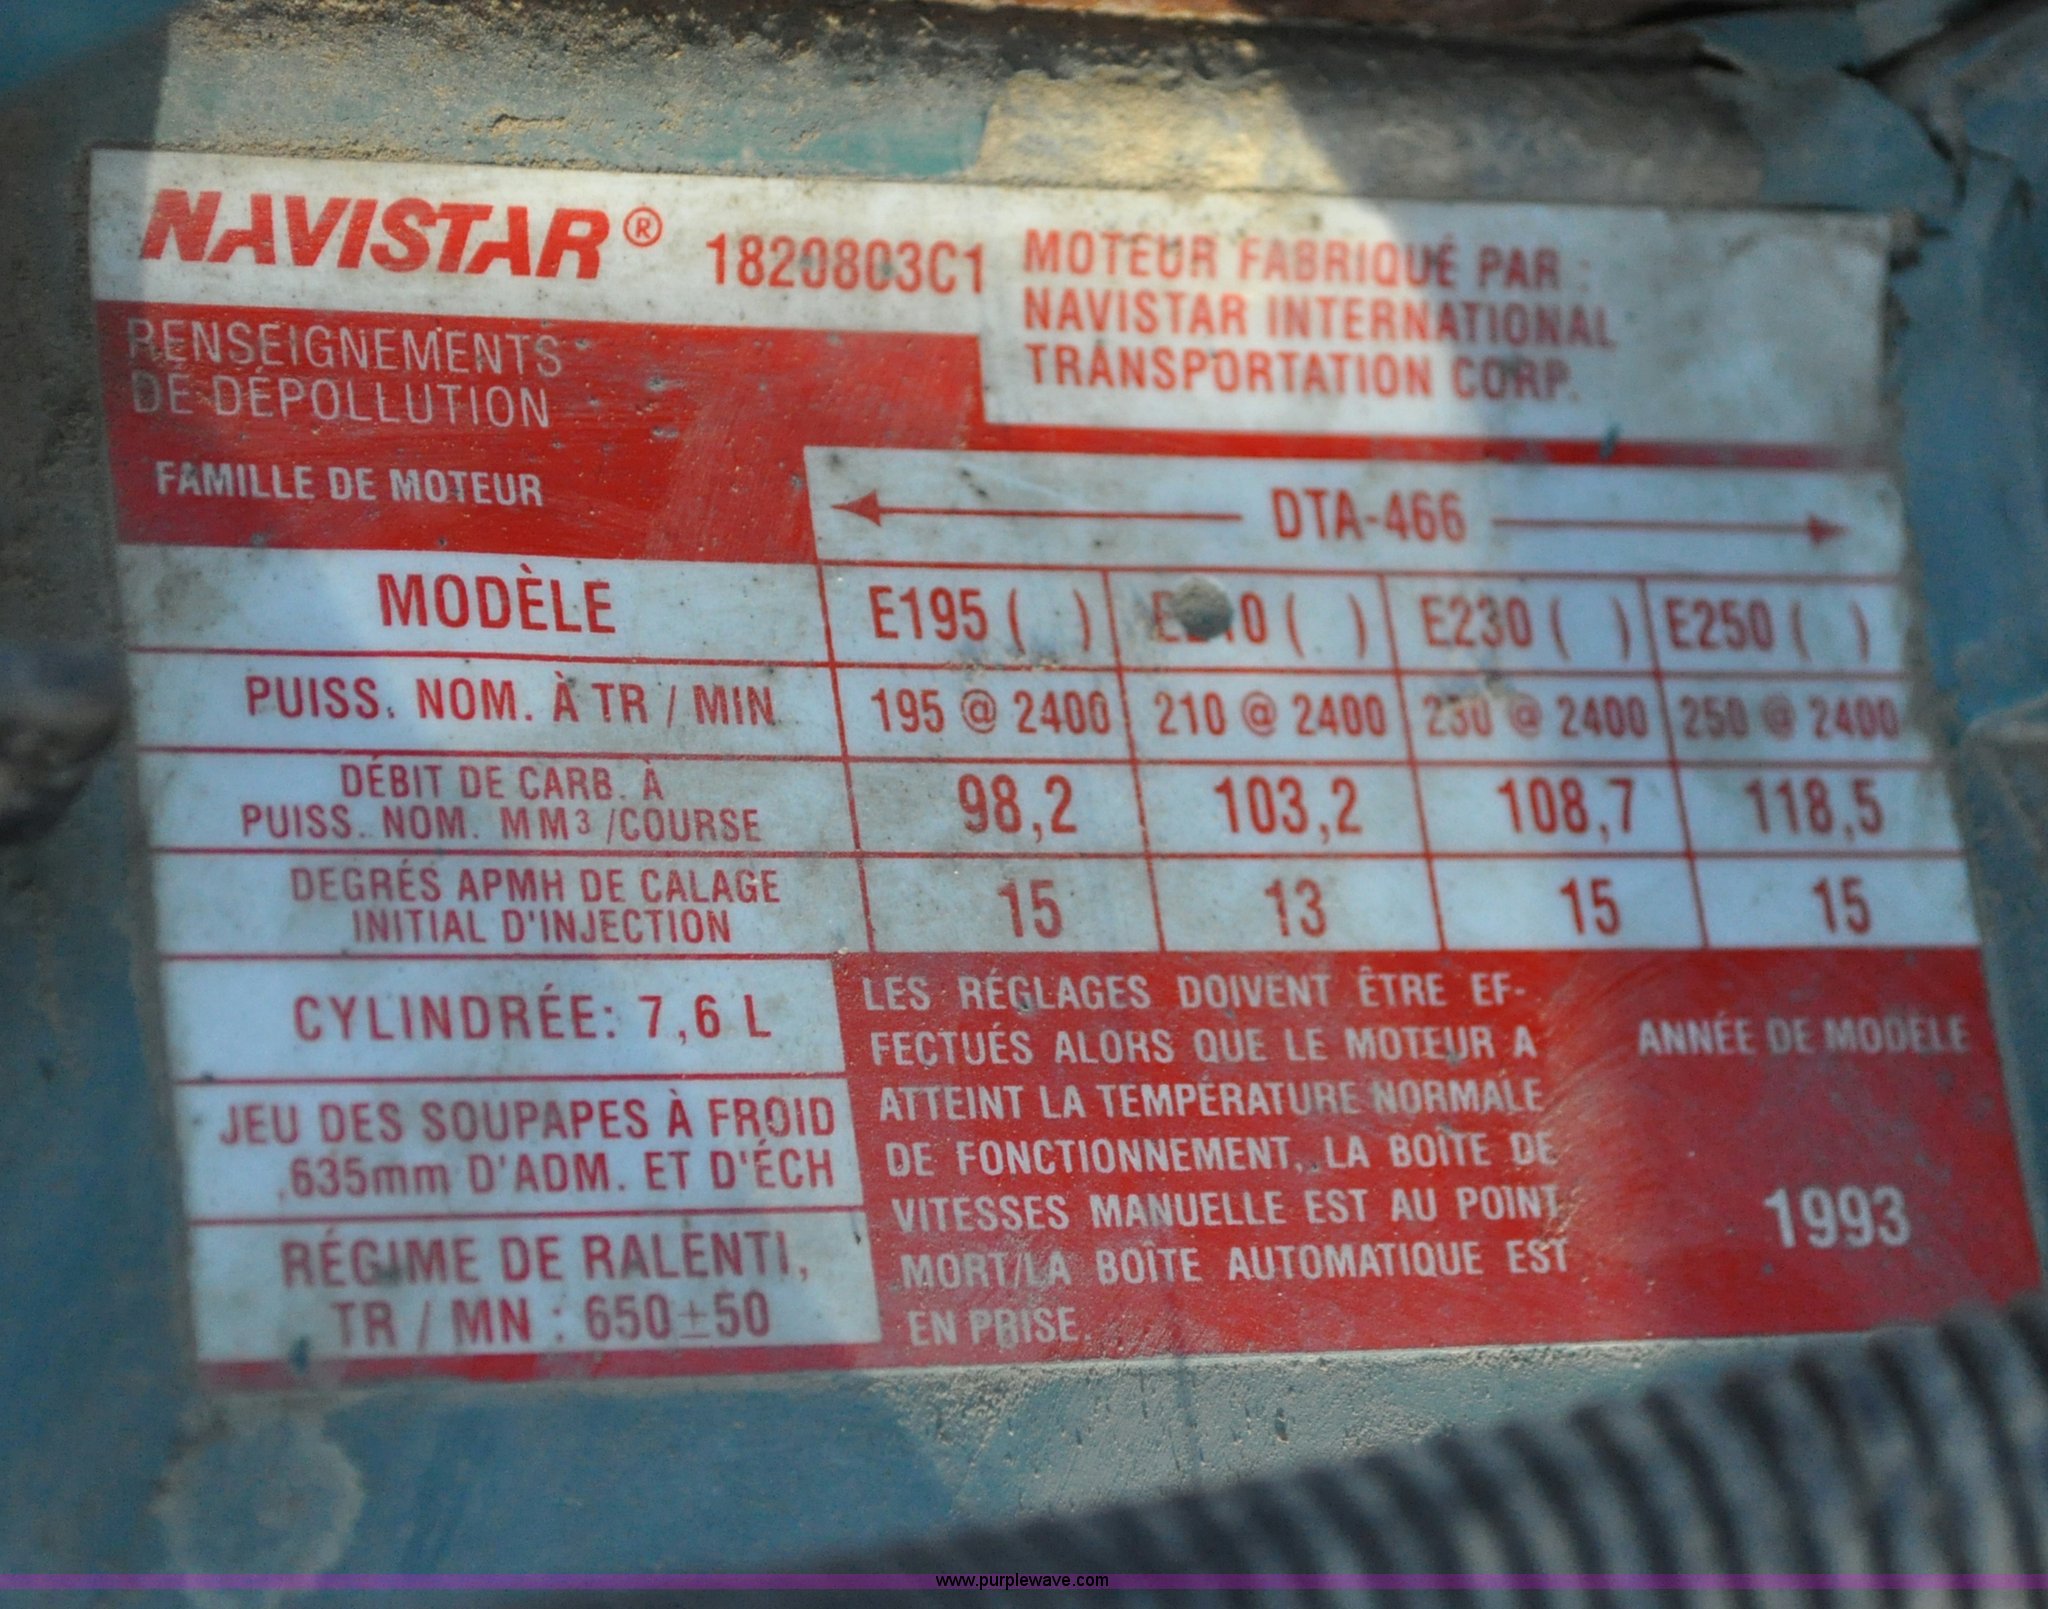 NAVISTAR® 1820803C1
MOTEUR FABRIQUÉ PAR :
NAVISTAR INTERNATIONAL
TRANSPORTATION CORP.
RENSEIGNEMENTS
DE DÉPOLLUTION
FAMILLE DE MOTEUR DTA-466
MODÈLE E195 ( ) ( ) E230 ( ) E250 ( )
PUISS. NOM. À TR / MIN 195 @ 2400 210 @ 2400 230 @ 2400 250 @ 2400
DÉBIT DE CARB. À
PUISS. NOM. MM³ /COURSE 98,2 103,2 108,7 118,5
DEGRÉS APMH DE CALAGE
INITIAL D'INJECTION 15 13 15 15
CYLINDRÉE: 7,6 L
JEU DES SOUPAPES À FROID
,635mm D'ADM. ET D'ÉCH
RÉGIME DE RALENTI,
TR / MN : 650±50
LES RÉGLAGES DOIVENT ÊTRE EF-
FECTUÉS ALORS QUE LE MOTEUR A
ATTEINT LA TEMPÉRATURE NORMALE
DE FONCTIONNEMENT, LA BOÎTE DE
VITESSES MANUELLE EST AU POINT
MORT/LA BOÎTE AUTOMATIQUE EST
EN PRISE.
ANNÉE DE MODÈLE
1993
www.purplewave.com